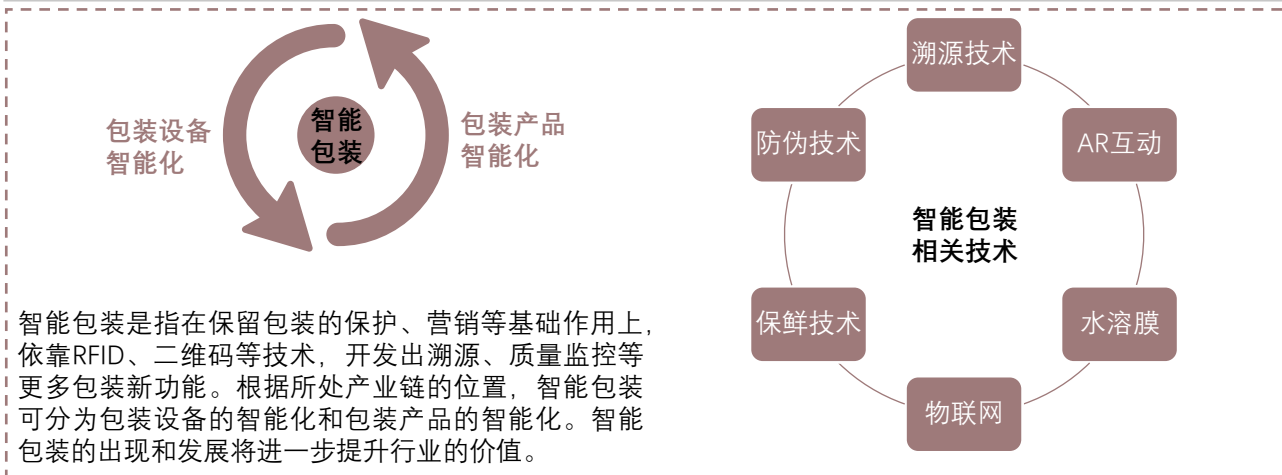 包装设备
智能化
智能
包装
包装产品
智能化
智能包装是指在保留包装的保护、营销等基础作用上，
依靠RFID、二维码等技术，开发出溯源、质量监控等
更多包装新功能。根据所处产业链的位置，智能包装
可分为包装设备的智能化和包装产品的智能化。智能
包装的出现和发展将进一步提升行业的价值。
溯源技术
防伪技术
AR互动
智能包装
相关技术
保鲜技术
水溶膜
物联网